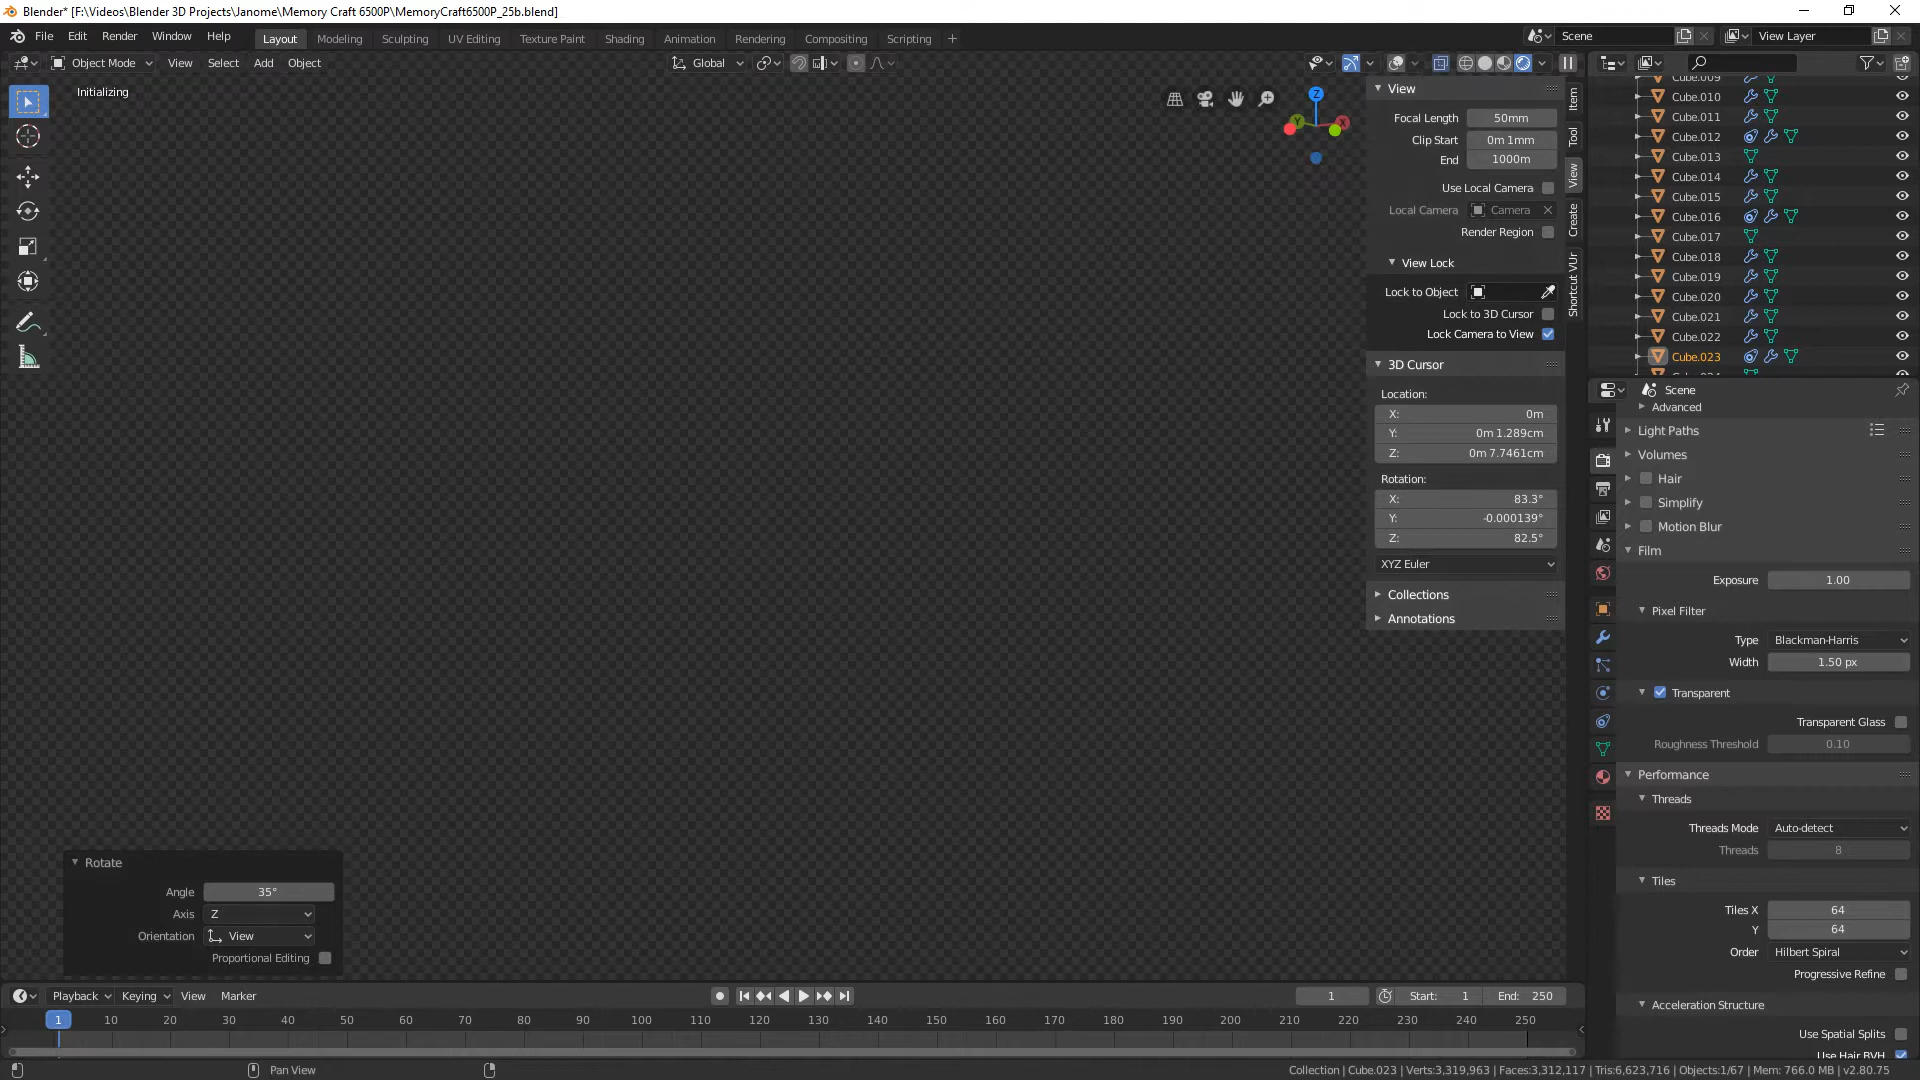 Blender* [F:\Videos\Blender 3D Projects\Janome\Memory Craft 6500P\MemoryCraft6500P_25b.blend]
File Edit Render Window Help Layout Modeling Sculpting UV Editing Texture Paint Shading Animation Rendering Compositing Scripting + Scene View Layer
Object Mode View Select Add Object Global
Initializing
Z
Y
X
View
Focal Length 50mm
Clip Start 0m 1mm
End 1000m
Use Local Camera
Local Camera Camera
Render Region
View Lock
Lock to Object
Lock to 3D Cursor
Lock Camera to View
3D Cursor
Location:
X: 0m
Y: 0m 1.289cm
Z: 0m 7.7461cm
Rotation:
X: 83.3°
Y: -0.000139°
Z: 82.5°
XYZ Euler
Collections
Annotations
Item
Tool
View
Create
Shortcut VUr
Cube.009
Cube.010
Cube.011
Cube.012
Cube.013
Cube.014
Cube.015
Cube.016
Cube.017
Cube.018
Cube.019
Cube.020
Cube.021
Cube.022
Cube.023
Scene
Advanced
Light Paths
Volumes
Hair
Simplify
Motion Blur
Film
Exposure 1.00
Pixel Filter
Type Blackman-Harris
Width 1.50 px
Transparent
Transparent Glass
Roughness Threshold 0.10
Performance
Threads
Threads Mode Auto-detect
Threads 8
Tiles
Tiles X 64
Y 64
Order Hilbert Spiral
Progressive Refine
Acceleration Structure
Use Spatial Splits
Use Hair BVH
Rotate
Angle 35°
Axis Z
Orientation View
Proportional Editing
Playback Keying View Marker 1 Start: 1 End: 250
1 10 20 30 40 50 60 70 80 90 100 110 120 130 140 150 160 170 180 190 200 210 220 230 240 250
Pan View Collection | Cube.023 | Verts:3,319,963 | Faces:3,312,117 | Tris:6,623,716 | Objects:1/67 | Mem: 766.0 MB | v2.80.75